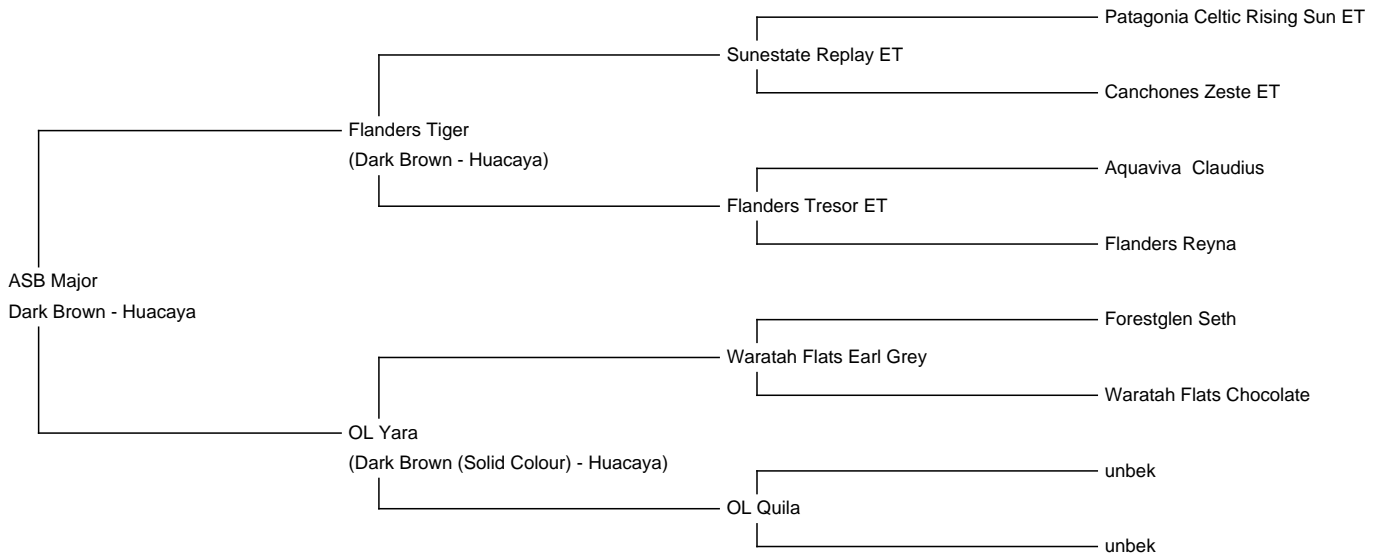 Patagonia Celtic Rising Sun ET
Sunestate Replay ET
Canchones Zeste ET
Flanders Tiger
(Dark Brown - Huacaya)
Aquaviva  Claudius
Flanders Tresor ET
Flanders Reyna
ASB Major
Dark Brown - Huacaya
Forestglen Seth
Waratah Flats Earl Grey
Waratah Flats Chocolate
OL Yara
(Dark Brown (Solid Colour) - Huacaya)
unbek
OL Quila
unbek